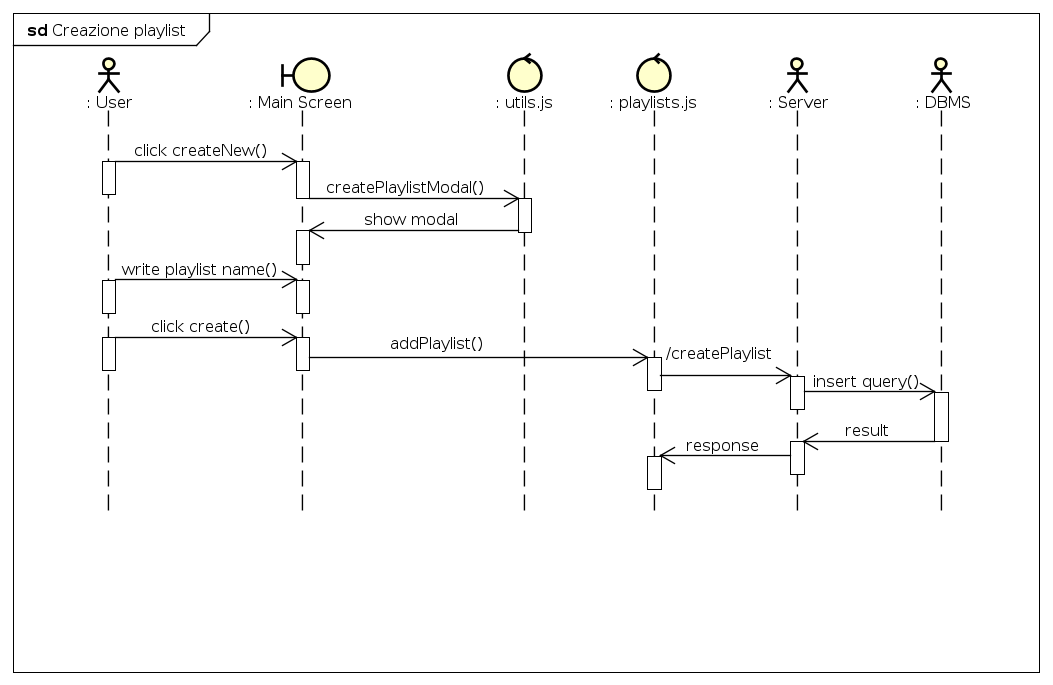 sd Creazione playlist
: User
: Main Screen
: utils.js
: playlists.js
: Server
: DBMS
click createNew()
createPlaylistModal()
show modal
write playlist name()
click create()
addPlaylist()
/createPlaylist
insert query()
result
response